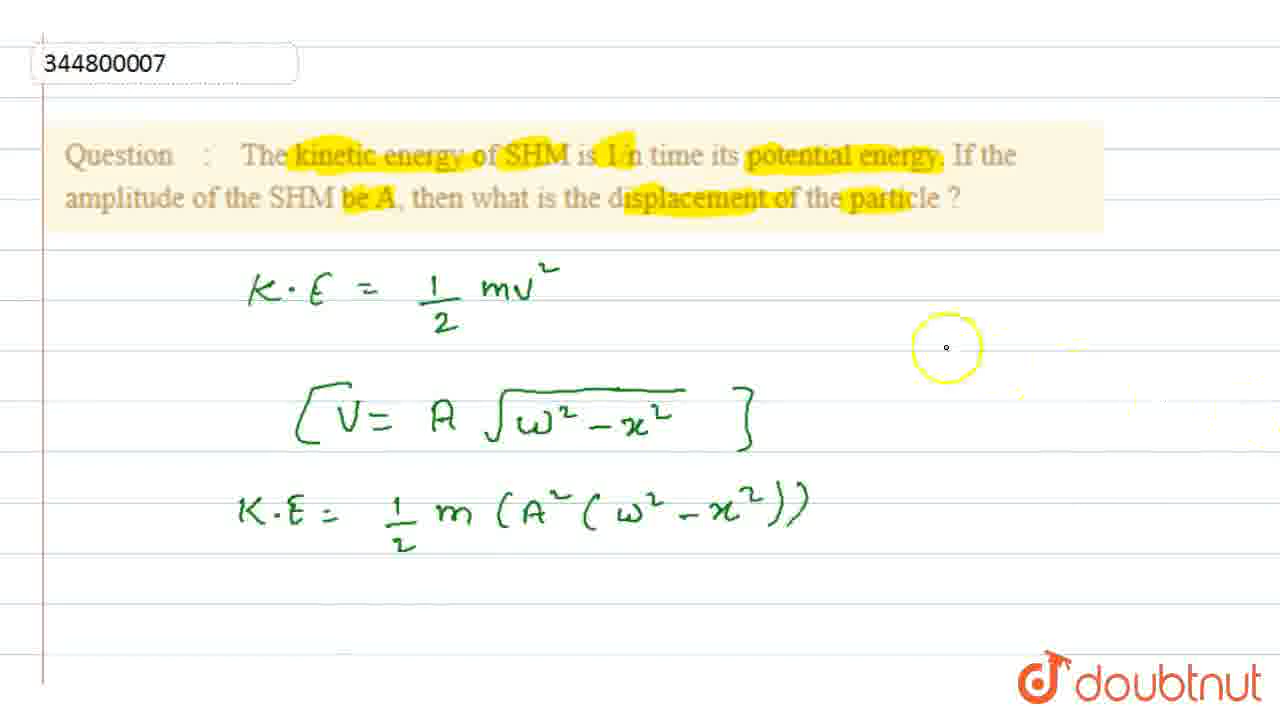 344800007
Question : The kinetic energy of SHM is 1/n time its potential energy. If the
amplitude of the SHM be A, then what is the displacement of the particle ?
K.E = 1/2 mv²
[V= A √ω²-x² ]
K.E = 1/2 m (A² (ω² - x²))
doubtnut